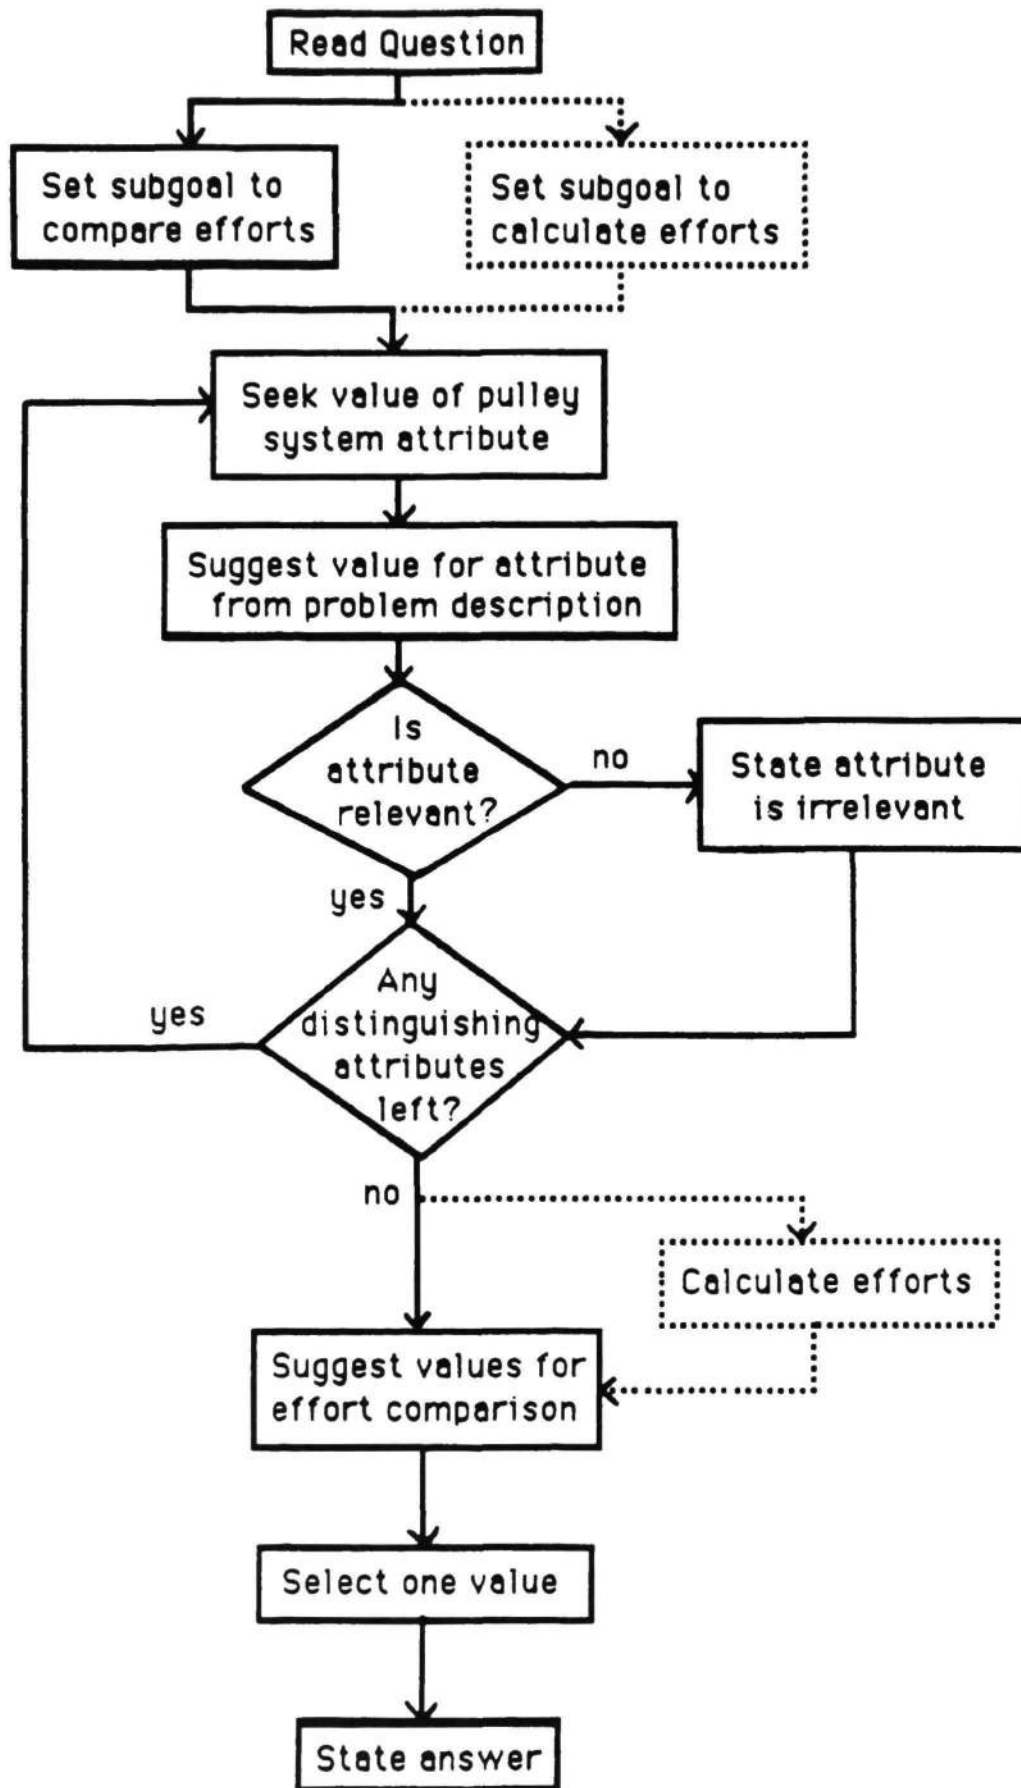 Read Question
Set subgoal to
compare efforts
Set subgoal to
calculate efforts
Seek value of pulley
system attribute
Suggest value for attribute
from problem description
Is
attribute
relevant?
no
State attribute
is irrelevant
yes
Any
distinguishing
attributes
left?
yes
no
Calculate efforts
Suggest values for
effort comparison
Select one value
State answer